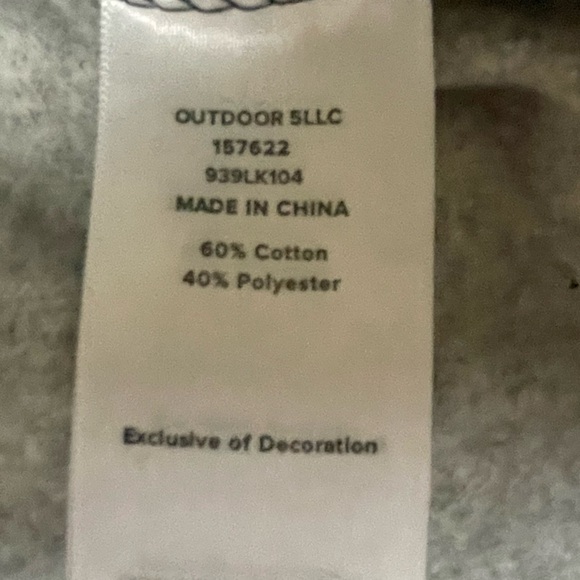 OUTDOOR 5LLC
157622
939LK104
MADE IN CHINA
60% Cotton
40% Polyester
Exclusive of Decoration